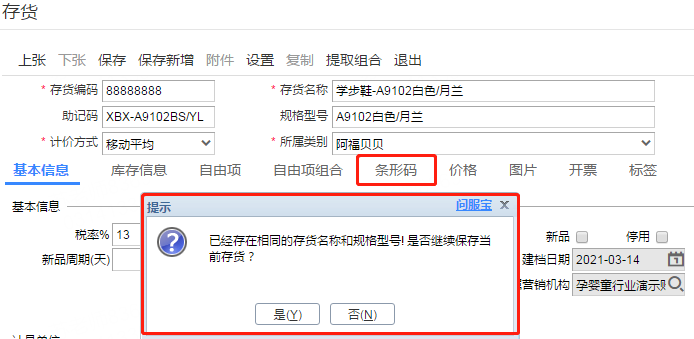 存货
上张 下张 保存 保存新增 附件 设置 复制 提取组合 退出
* 存货编码 88888888 * 存货名称 学步鞋-A9102白色/月兰
助记码 XBX-A9102BS/YL 规格型号 A9102白色/月兰
* 计价方式 移动平均 * 所属类别 阿福贝贝
基本信息 库存信息 自由项 自由项组合 条形码 价格 图片 开票 标签
基本信息
提示 问服宝 X
税率% 13
新品 停用
已经存在相同的存货名称和规格型号! 是否继续保存当
前存货？
新品周期(天)
建档日期 2021-03-14
营销机构 孕婴童行业演示账
是(Y) 否(N)